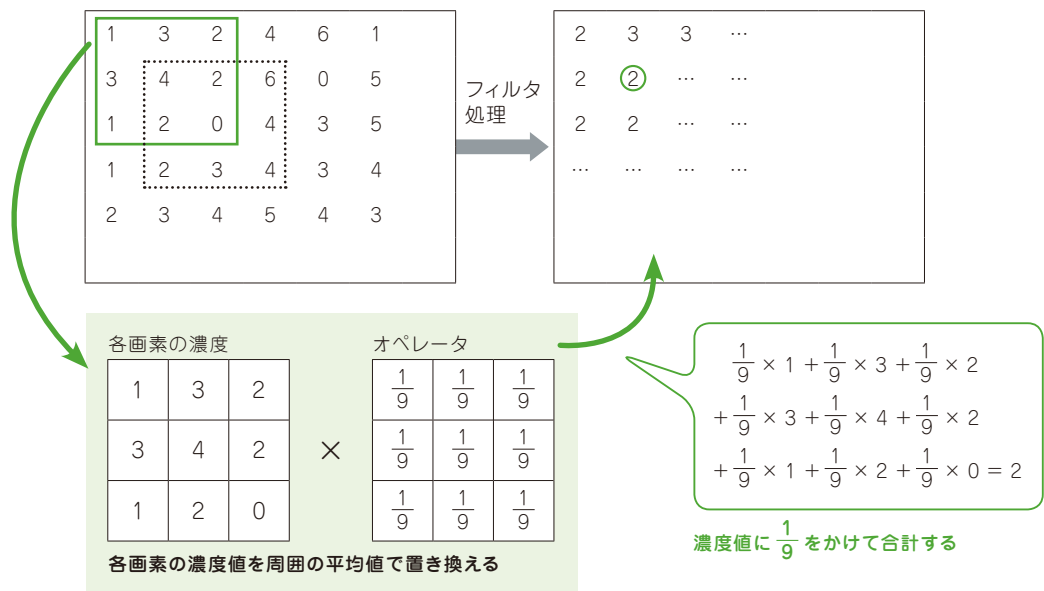 1 3 2 4 6 1
3 4 2 6 0 5
1 2 0 4 3 5
1 2 3 4 3 4
2 3 4 5 4 3
フィルタ
処理
2 3 3 …
2 2 … …
2 2 … …
… … … …
各画素の濃度
1 3 2
3 4 2
1 2 0
×
オペレータ
1/9 1/9 1/9
1/9 1/9 1/9
1/9 1/9 1/9
各画素の濃度値を周囲の平均値で置き換える
1/9 × 1 + 1/9 × 3 + 1/9 × 2
+ 1/9 × 3 + 1/9 × 4 + 1/9 × 2
+ 1/9 × 1 + 1/9 × 2 + 1/9 × 0 = 2
濃度値に 1/9 をかけて合計する